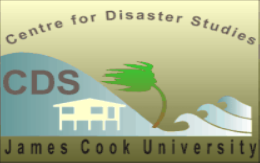 Centre for Disaster Studies
CDS
James Cook University